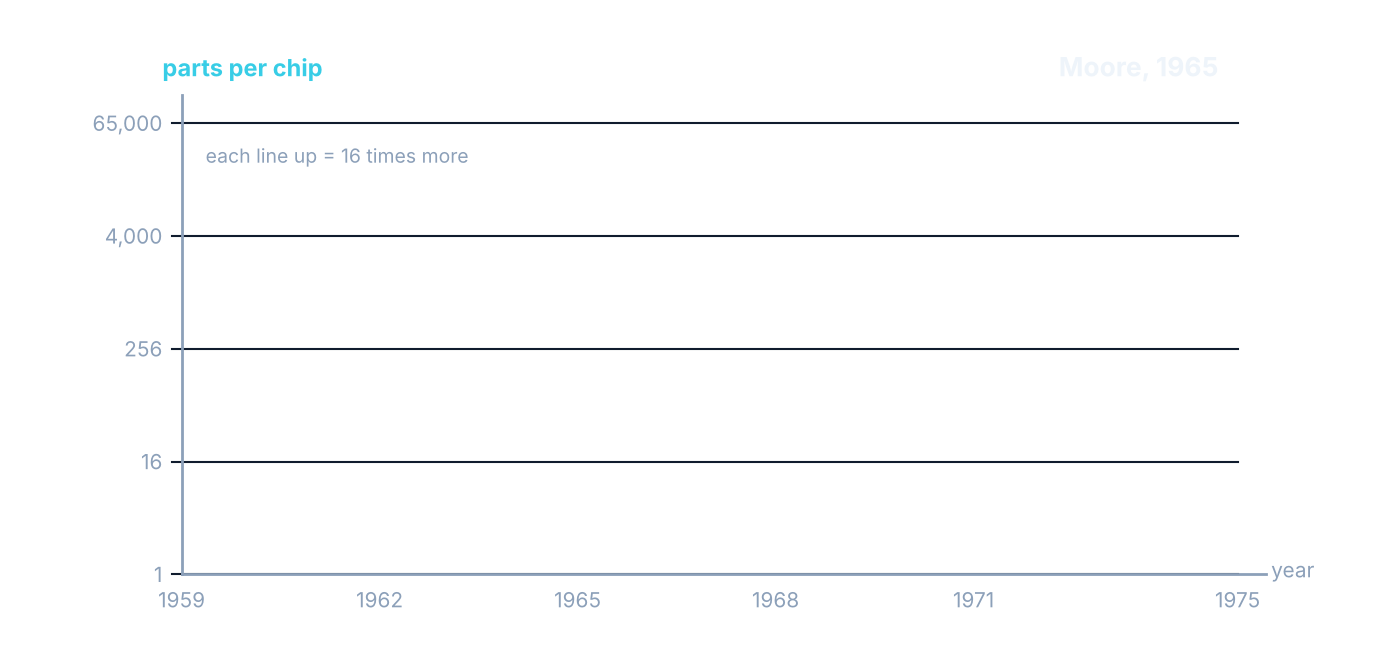 parts per chip
Moore, 1965
65,000
each line up = 16 times more
4,000
256
16
1
year
1959
1962
1965
1968
1971
1975